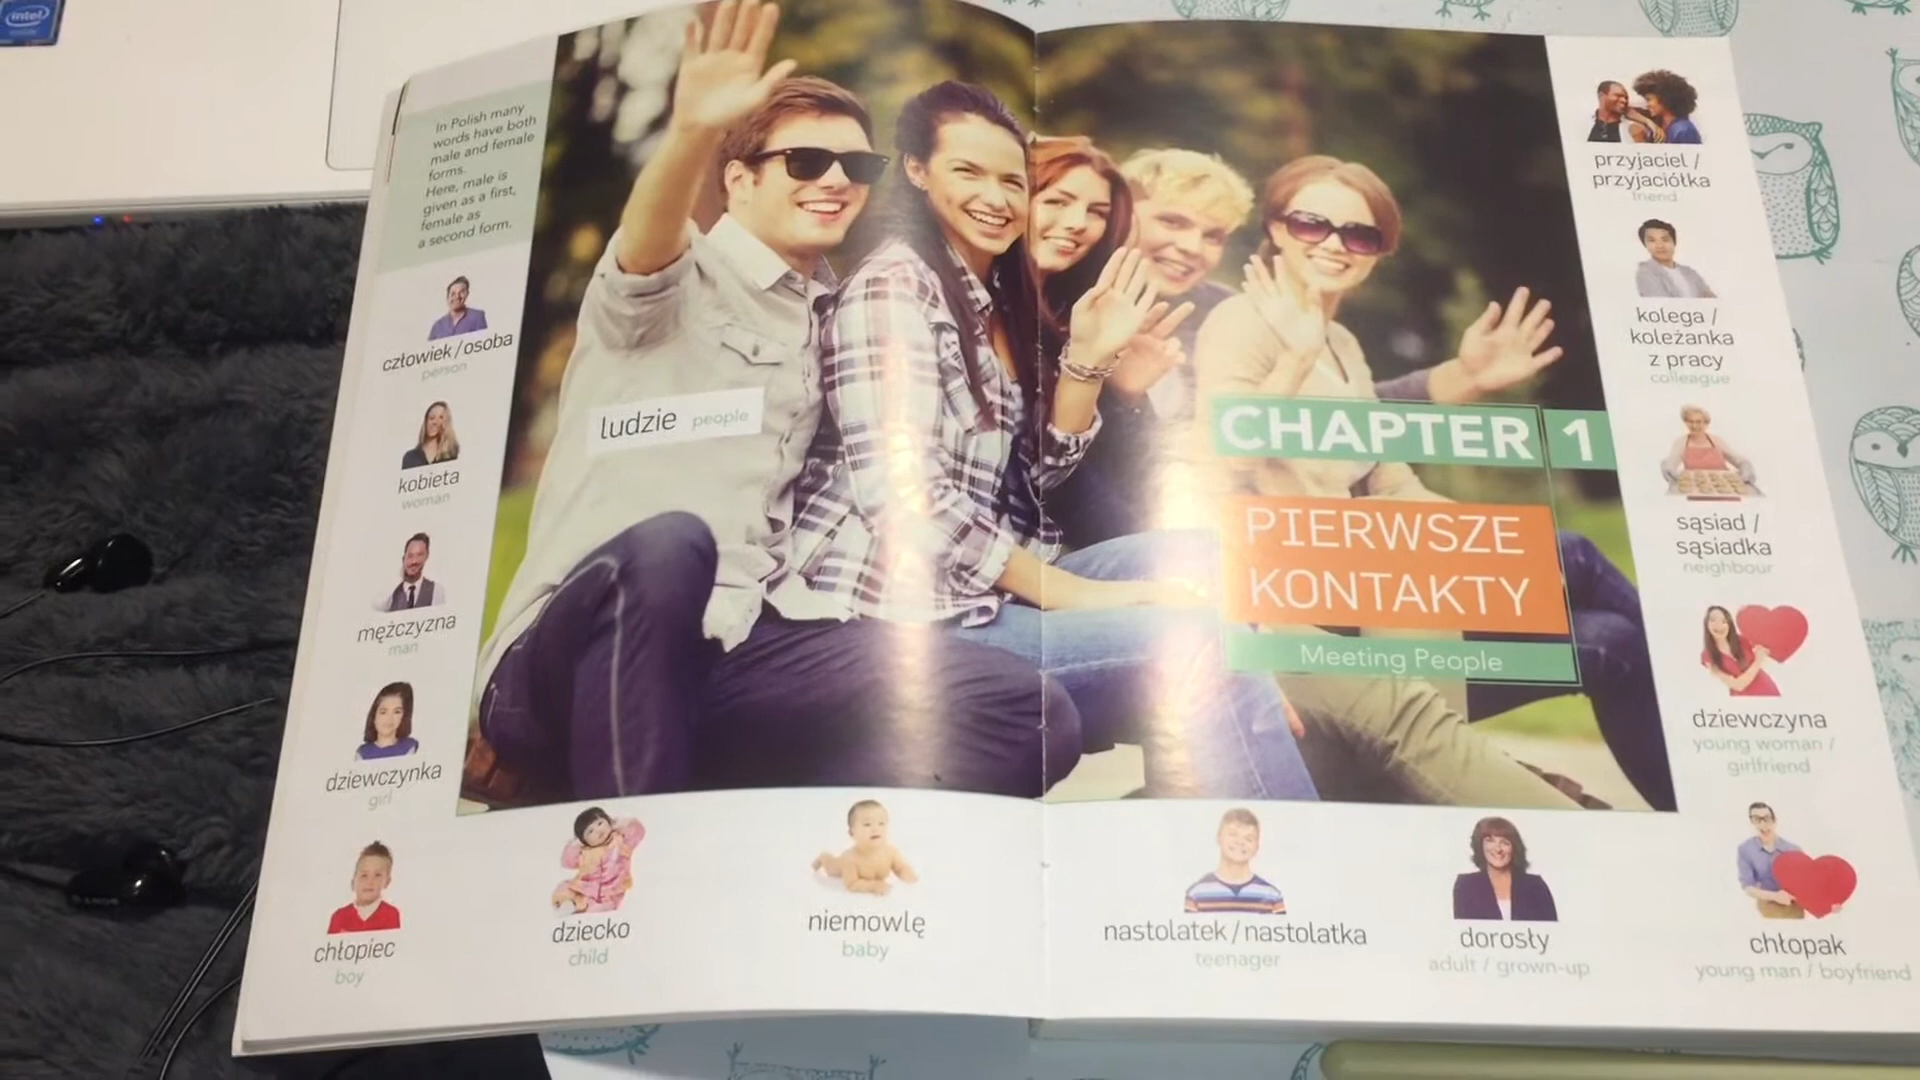 intel
In Polish many
words have both
male and female
forms.
Here, male is
given as a first,
female as
a second form.
człowiek / osoba
person
kobieta
woman
mężczyzna
man
dziewczynka
girl
chłopiec
boy
dziecko
child
niemowlę
baby
ludzie people
CHAPTER 1
PIERWSZE
KONTAKTY
Meeting People
nastolatek / nastolatka
teenager
dorosły
adult / grown-up
przyjaciel /
przyjaciółka
friend
kolega /
koleżanka
z pracy
colleague
sąsiad /
sąsiadka
neighbour
dziewczyna
young woman /
girlfriend
chłopak
young man / boyfriend